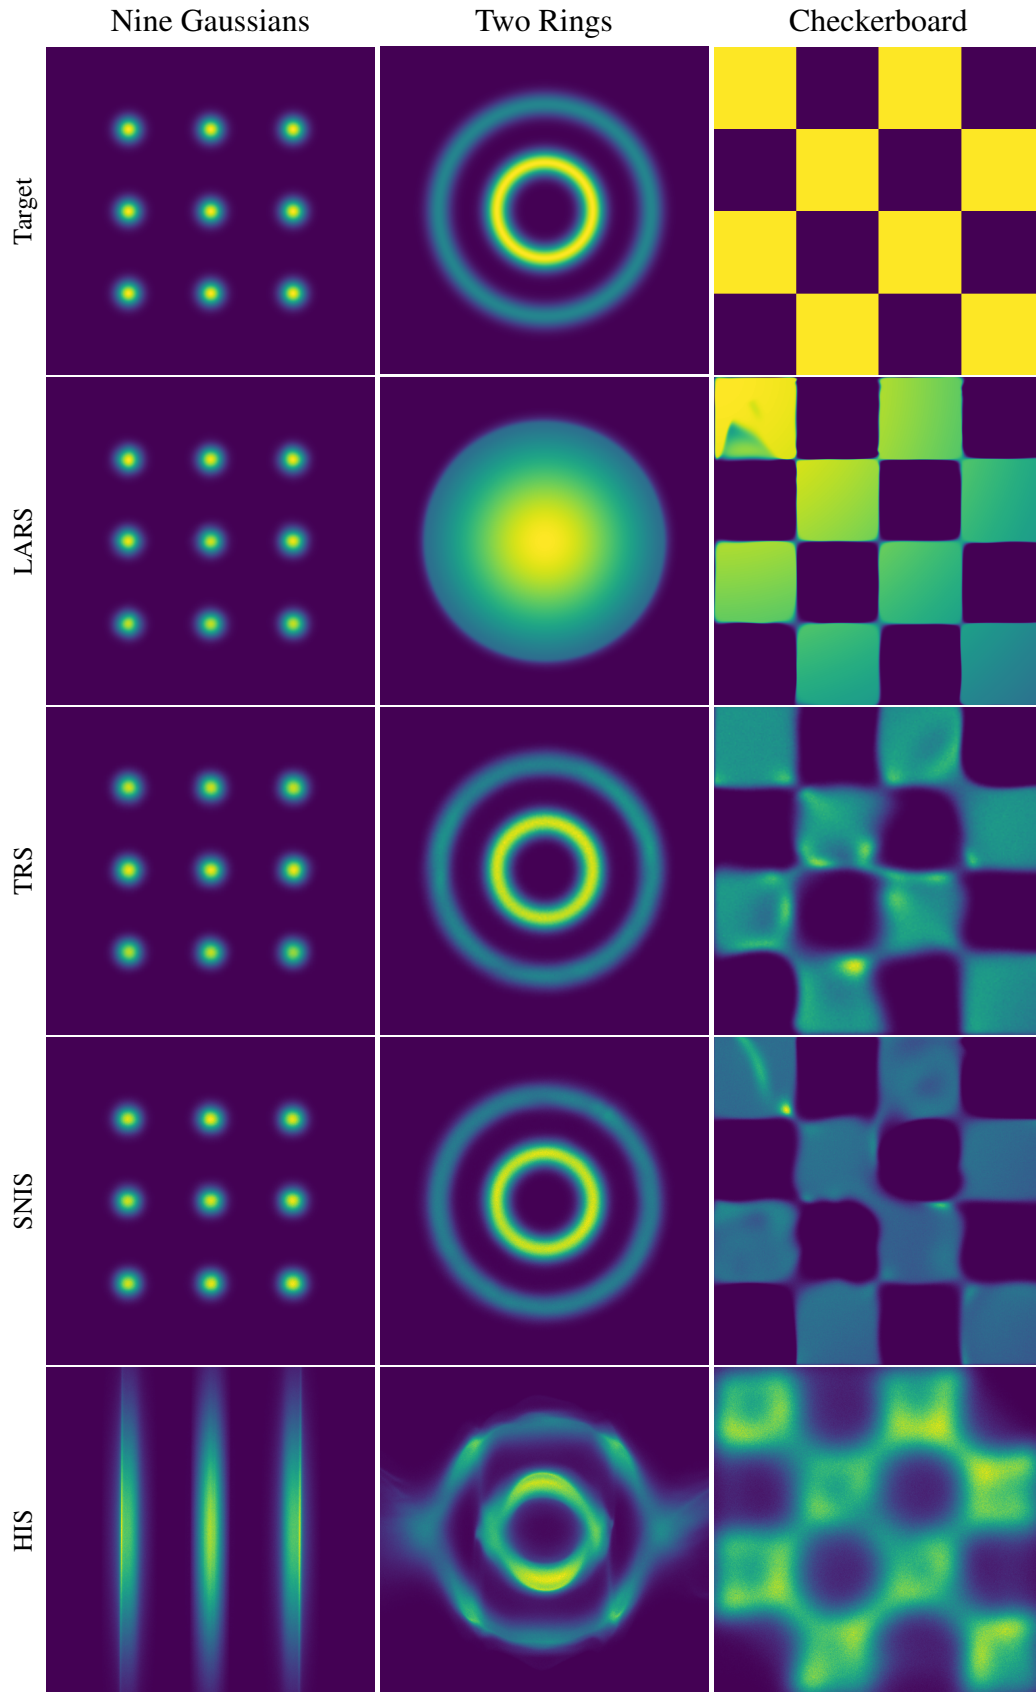 Nine Gaussians
Two Rings
Checkerboard
Target
LARS
TRS
SNIS
HIS